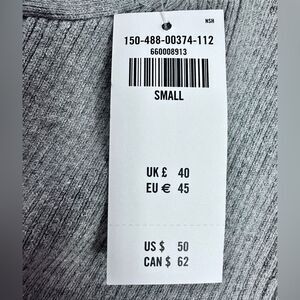 NSH
150-488-00374-112
660008913
SMALL
UK £ 40
EU € 45
US $ 50
CAN $ 62